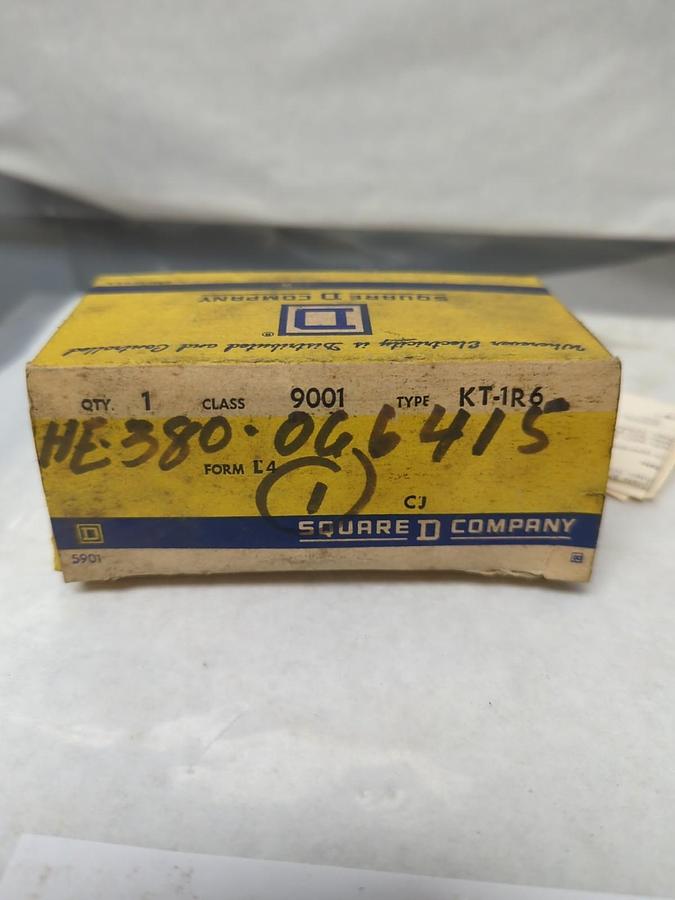 SQUARE D COMPANY
D ®
Wherever Electricity is Distributed and Controlled
QTY. 1 CLASS 9001 TYPE KT-1R6
HE-380-066415
FORM L4
1
CJ
D SQUARE D COMPANY
5901